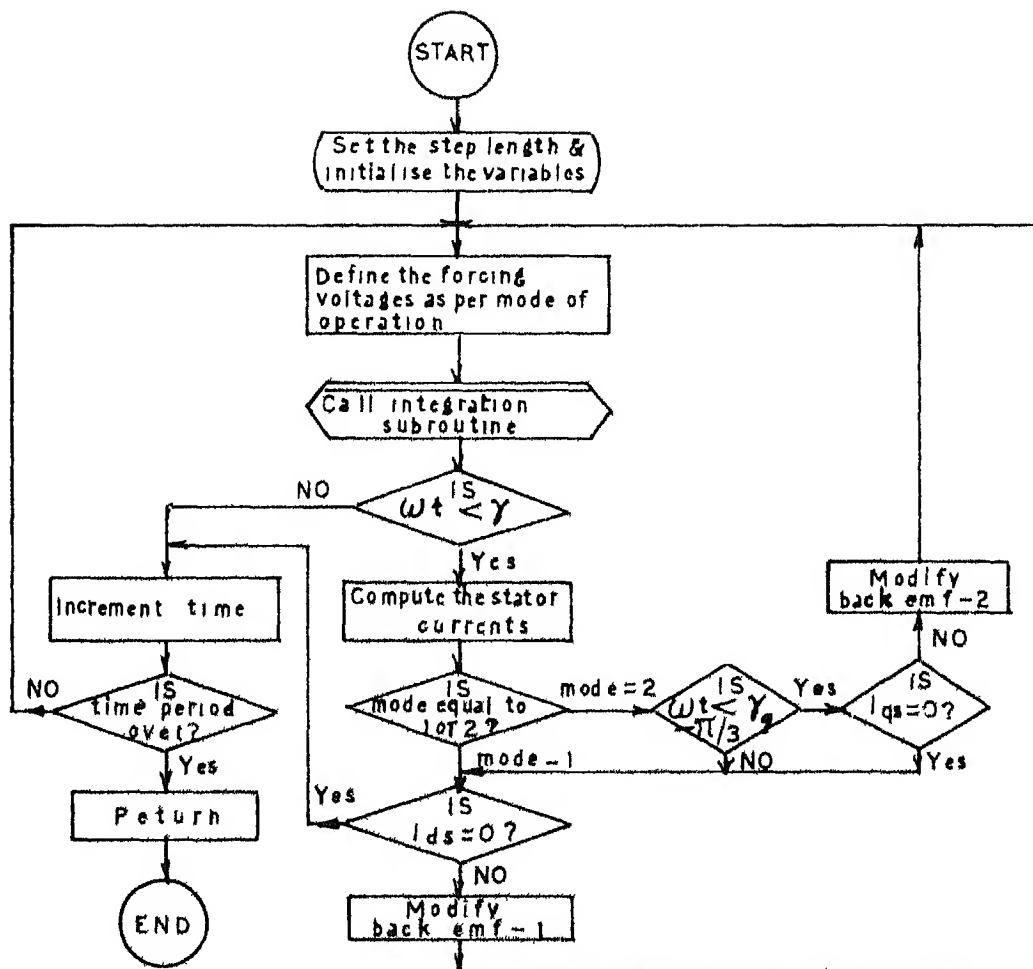 START
Set the step length &
initialise the variables
Define the forcing
voltages as per mode of
operation
Call integration
subroutine
IS
ωt < γ
NO
Yes
Increment time
Compute the stator
currents
Modify
back emf-2
NO
IS
time period
over?
NO
Yes
IS
mode equal to
1 or 2?
mode=2
mode-1
IS
ωt < γq
-π/3
Yes
NO
IS
Iqs=0?
Yes
Peturn
END
IS
Ids=0?
Yes
NO
Modify
back emf-1